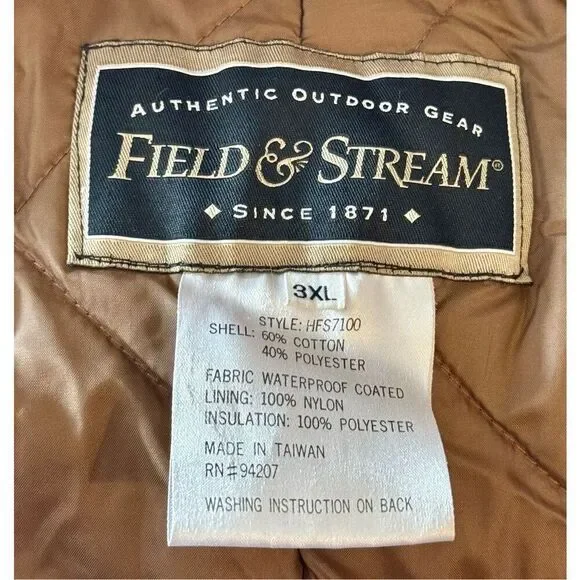 AUTHENTIC OUTDOOR GEAR
FIELD & STREAM®
◆ SINCE 1871 ◆
3XL
STYLE: HFS7100
SHELL: 60% COTTON
40% POLYESTER
FABRIC WATERPROOF COATED
LINING: 100% NYLON
INSULATION: 100% POLYESTER
MADE IN TAIWAN
RN#94207
WASHING INSTRUCTION ON BACK